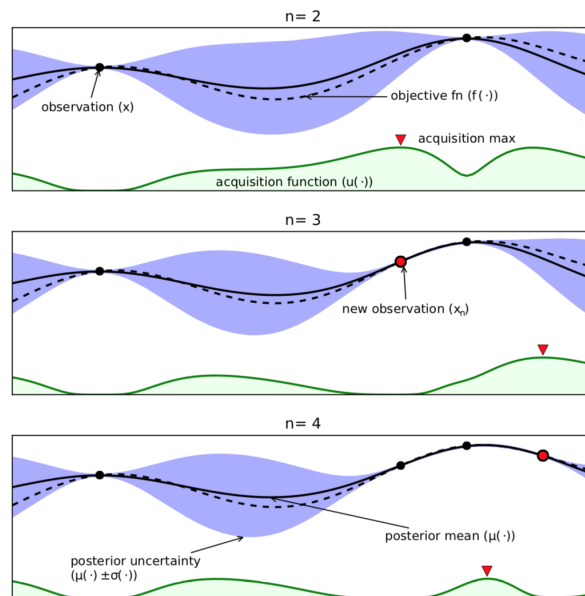 n= 2
observation (x)
objective fn (f(·))
acquisition max
acquisition function (u(·))
n= 3
new observation (xₙ)
n= 4
posterior mean (μ(·))
posterior uncertainty
(μ(·) ±σ(·))